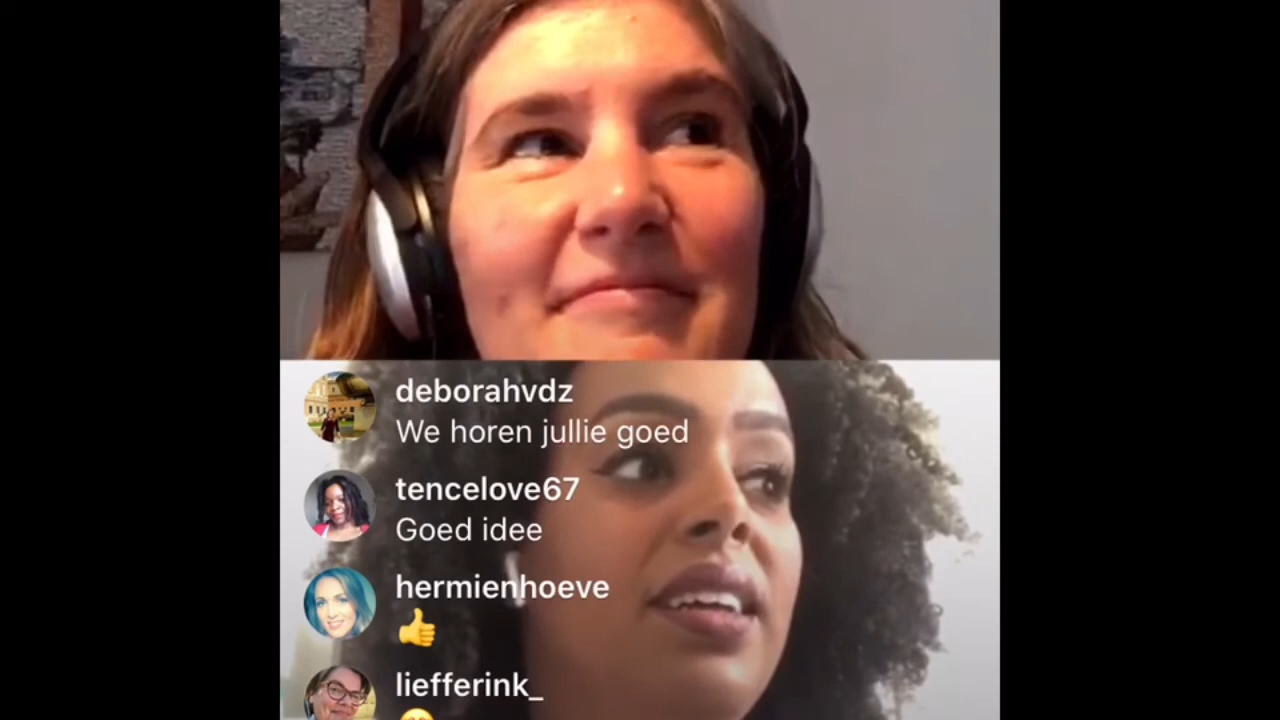 deborahvdz
We horen jullie goed
tencelove67
Goed idee
hermienhoeve
👍
liefferink_